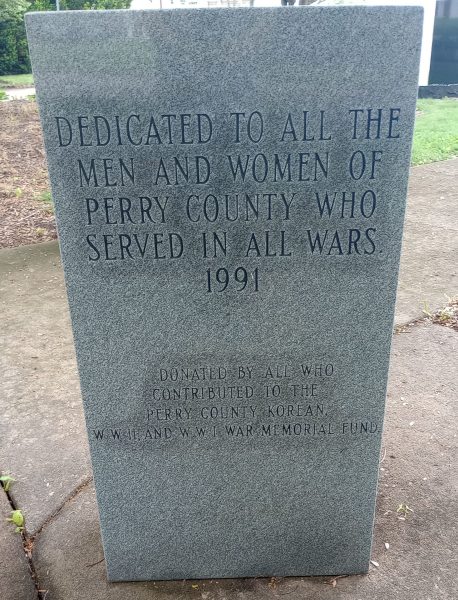 DEDICATED TO ALL THE
MEN AND WOMEN OF
PERRY COUNTY WHO
SERVED IN ALL WARS.
1991
DONATED BY ALL WHO
CONTRIBUTED TO THE
PERRY COUNTY KOREAN,
W.W.II, AND W.W.I WAR MEMORIAL FUND